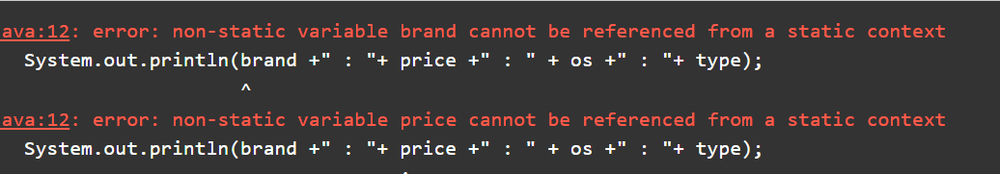 ava:12: error: non-static variable brand cannot be referenced from a static context
System.out.println(brand +" : "+ price +" : " + os +" : "+ type);
^
ava:12: error: non-static variable price cannot be referenced from a static context
System.out.println(brand +" : "+ price +" : " + os +" : "+ type);
^